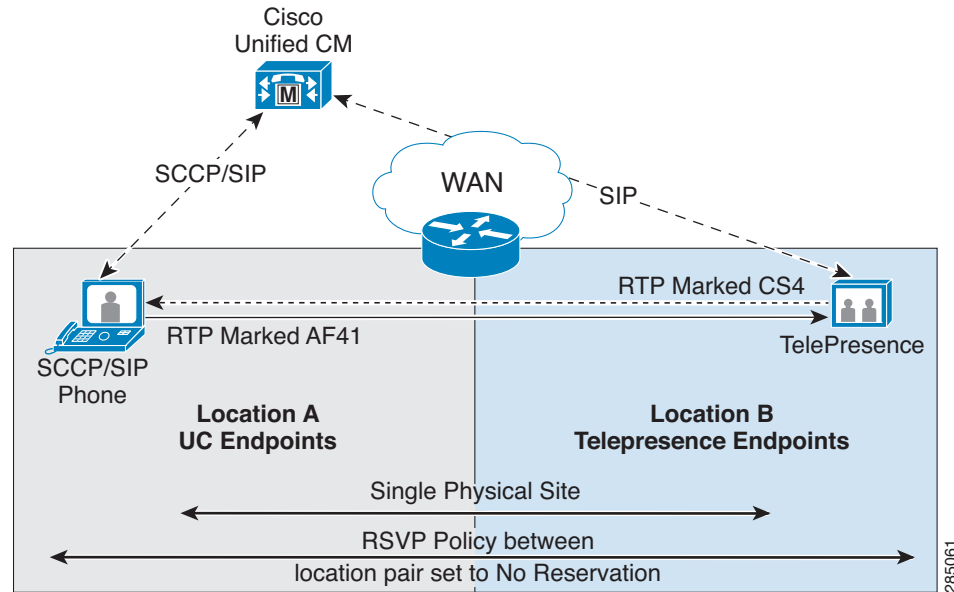 Cisco
Unified CM
M
SCCP/SIP
WAN
SIP
RTP Marked CS4
RTP Marked AF41
SCCP/SIP
Phone
TelePresence
Location A
UC Endpoints
Location B
Telepresence Endpoints
Single Physical Site
RSVP Policy between
location pair set to No Reservation
285061